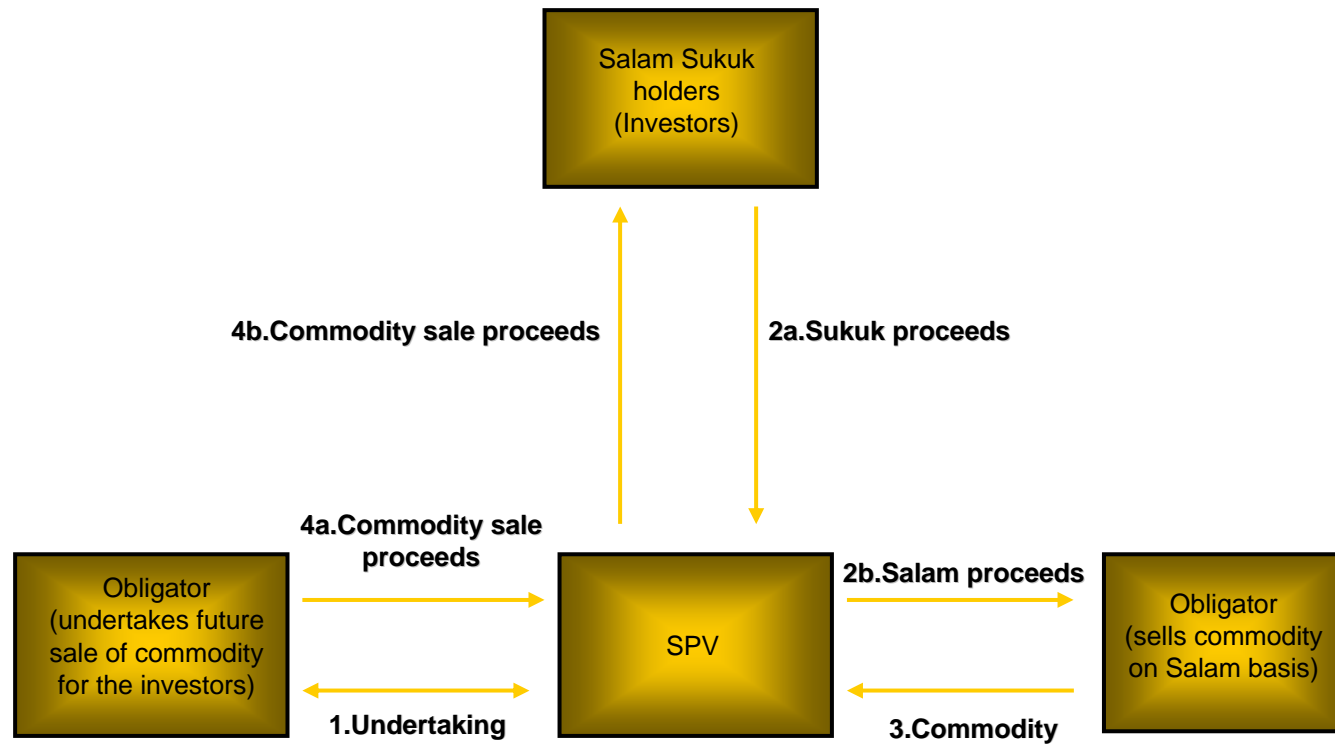 Salam Sukuk
holders
(Investors)
4b.Commodity sale proceeds
2a.Sukuk proceeds
4a.Commodity sale
proceeds
2b.Salam proceeds
Obligator
(undertakes future
sale of commodity
for the investors)
SPV
Obligator
(sells commodity
on Salam basis)
1.Undertaking
3.Commodity